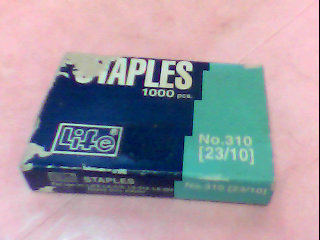 STAPLES
1000 pcs.
Life®
No.310
[23/10]
STAPLES
No.310 [23/10]